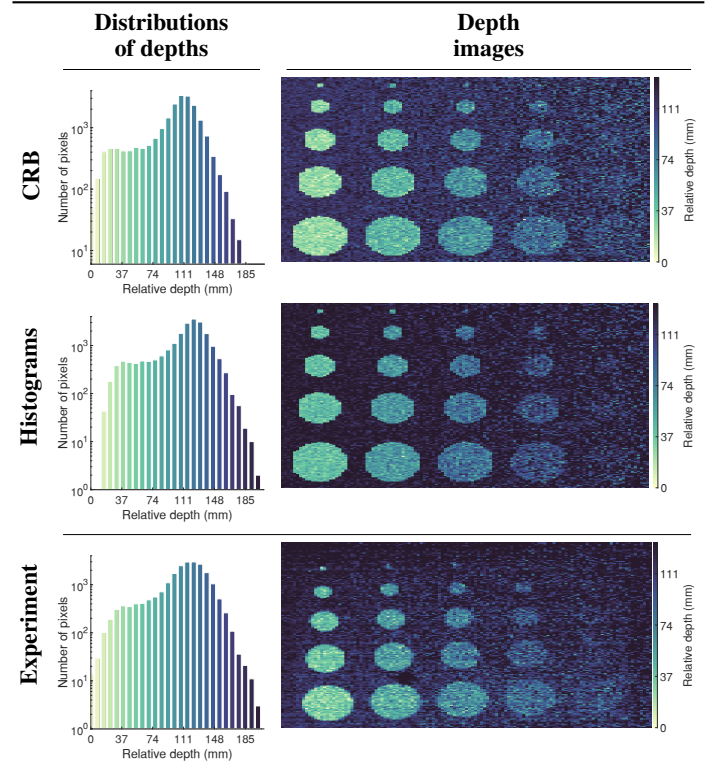 Distributions
of depths
Depth
images
CRB
Number of pixels
10^3
10^2
10^1
0 37 74 111 148 185
Relative depth (mm)
111
74
37
0
Relative depth (mm)
Histograms
Number of pixels
10^3
10^2
10^1
10^0
0 37 74 111 148 185
Relative depth (mm)
111
74
37
0
Relative depth (mm)
Experiment
Number of pixels
10^3
10^2
10^1
10^0
0 37 74 111 148 185
Relative depth (mm)
111
74
37
0
Relative depth (mm)